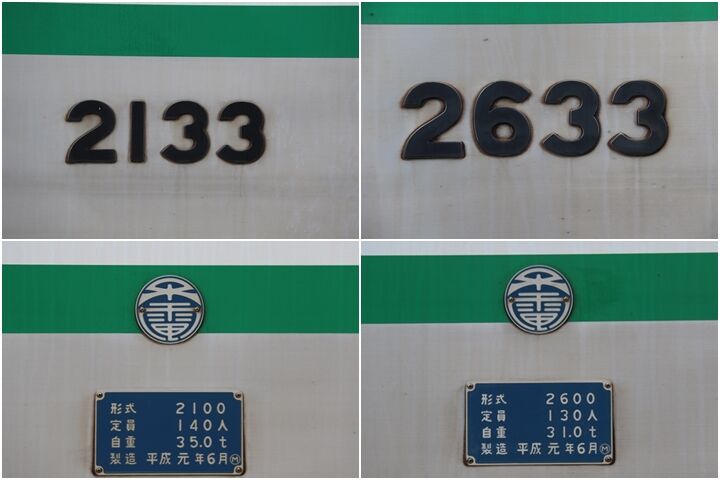 2133
2633
形式 2100
定員 140人
自重 35.0t
製造 平成 元年6月Ⓜ
形式 2600
定員 130人
自重 31.0t
製造 平成 元年6月Ⓜ